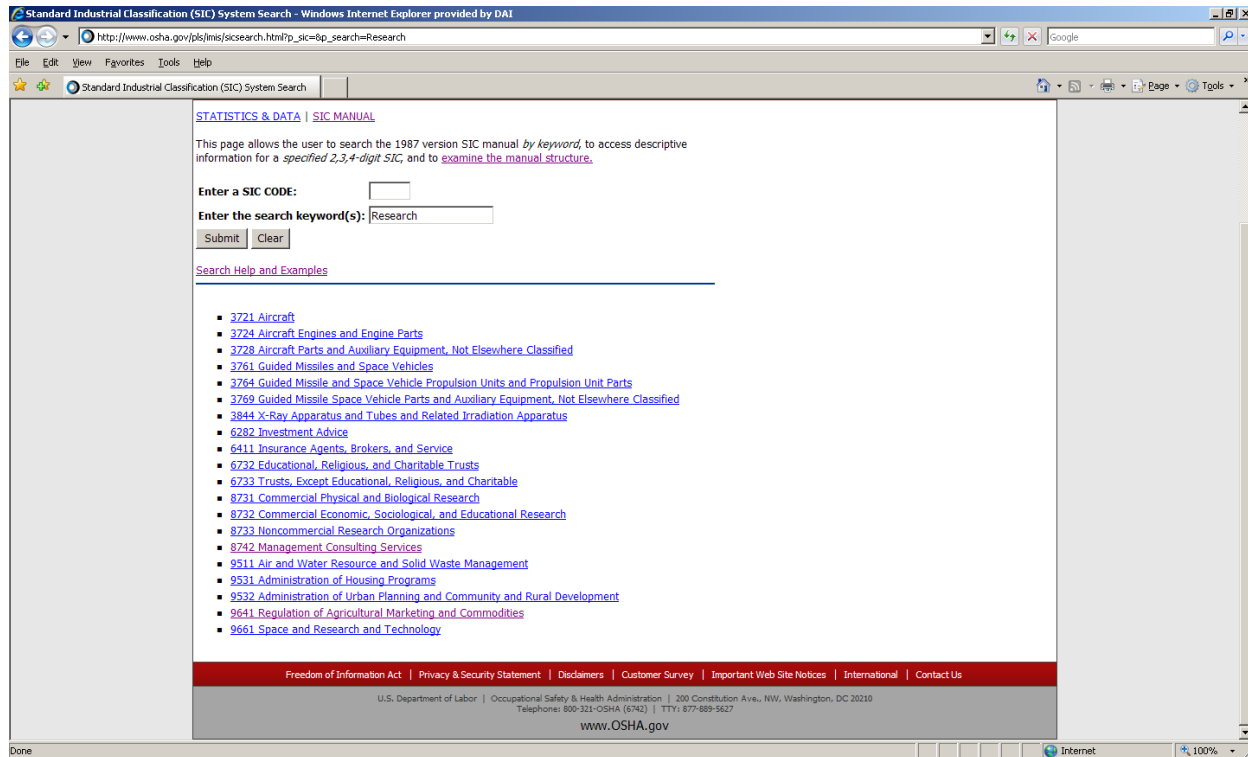 Standard Industrial Classification (SIC) System Search - Windows Internet Explorer provided by DAI
http://www.osha.gov/pls/imis/sicsearch.html?p_sic=&p_search=Research
Google
File Edit View Favorites Tools Help
Standard Industrial Classification (SIC) System Search
Page Tools
STATISTICS & DATA | SIC MANUAL
This page allows the user to search the 1987 version SIC manual by keyword, to access descriptive
information for a specified 2,3,4-digit SIC, and to examine the manual structure.
Enter a SIC CODE:
Enter the search keyword(s): Research
Submit Clear
Search Help and Examples
3721 Aircraft
3724 Aircraft Engines and Engine Parts
3728 Aircraft Parts and Auxiliary Equipment, Not Elsewhere Classified
3761 Guided Missiles and Space Vehicles
3764 Guided Missile and Space Vehicle Propulsion Units and Propulsion Unit Parts
3769 Guided Missile Space Vehicle Parts and Auxiliary Equipment, Not Elsewhere Classified
3844 X-Ray Apparatus and Tubes and Related Irradiation Apparatus
6282 Investment Advice
6411 Insurance Agents, Brokers, and Service
6732 Educational, Religious, and Charitable Trusts
6733 Trusts, Except Educational, Religious, and Charitable
8731 Commercial Physical and Biological Research
8732 Commercial Economic, Sociological, and Educational Research
8733 Noncommercial Research Organizations
8742 Management Consulting Services
9511 Air and Water Resource and Solid Waste Management
9531 Administration of Housing Programs
9532 Administration of Urban Planning and Community and Rural Development
9641 Regulation of Agricultural Marketing and Commodities
9661 Space and Research and Technology
Freedom of Information Act | Privacy & Security Statement | Disclaimers | Customer Survey | Important Web Site Notices | International | Contact Us
U.S. Department of Labor | Occupational Safety & Health Administration | 200 Constitution Ave., NW, Washington, DC 20210
Telephone: 800-321-OSHA (6742) | TTY: 877-889-5627
www.OSHA.gov
Done Internet 100%